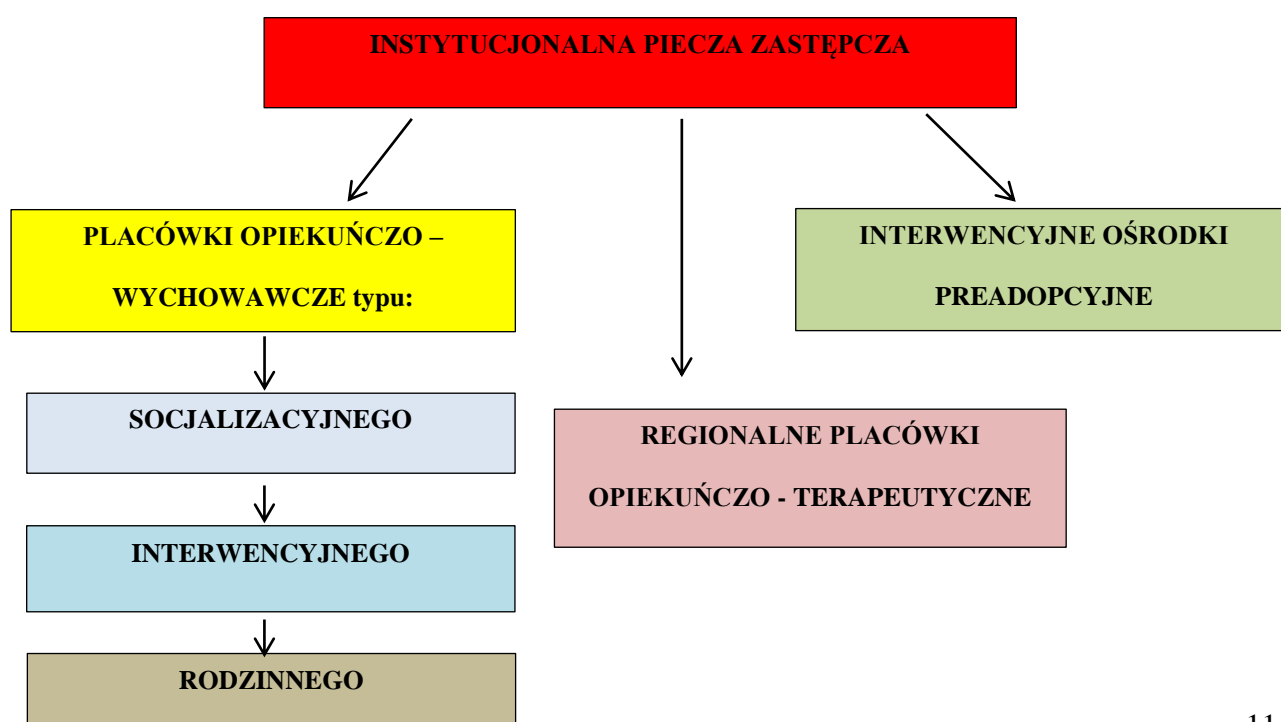 INSTYTUCJONALNA PIECZA ZASTĘPCZA
PLACÓWKI OPIEKUŃCZO –
WYCHOWAWCZE typu:
INTERWENCYJNE OŚRODKI
PREADOPCYJNE
SOCJALIZACYJNEGO
REGIONALNE PLACÓWKI
OPIEKUŃCZO - TERAPEUTYCZNE
INTERWENCYJNEGO
RODZINNEGO